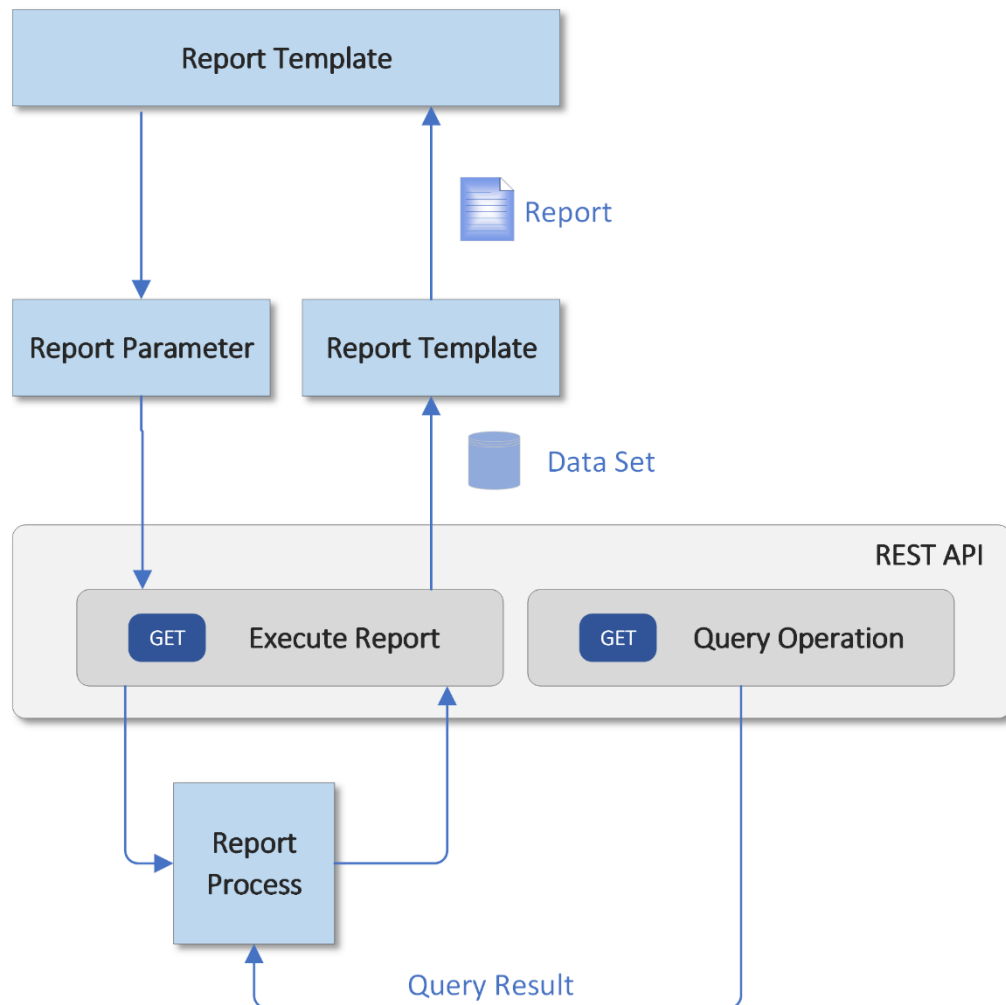 Report Template
Report
Report Parameter
Report Template
Data Set
REST API
GET Execute Report
GET Query Operation
Report
Process
Query Result